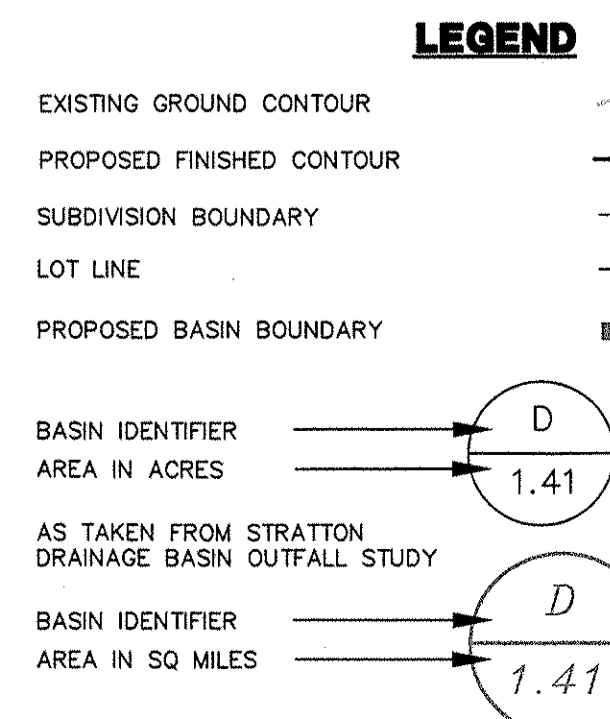 LEGEND
EXISTING GROUND CONTOUR
PROPOSED FINISHED CONTOUR
SUBDIVISION BOUNDARY
LOT LINE
PROPOSED BASIN BOUNDARY
BASIN IDENTIFIER
D
AREA IN ACRES
1.41
AS TAKEN FROM STRATTON
DRAINAGE BASIN OUTFALL STUDY
BASIN IDENTIFIER
D
AREA IN SQ MILES
1.41